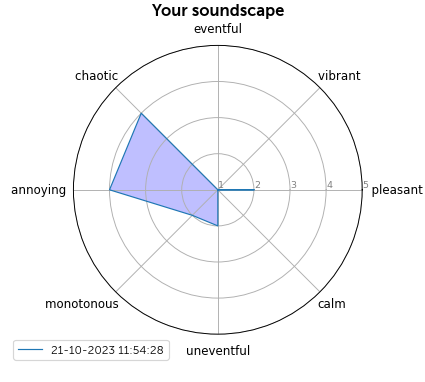 Your soundscape
eventful
chaotic
vibrant
annoying
1
2
3
4
5
pleasant
monotonous
calm
21-10-2023 11:54:28
uneventful